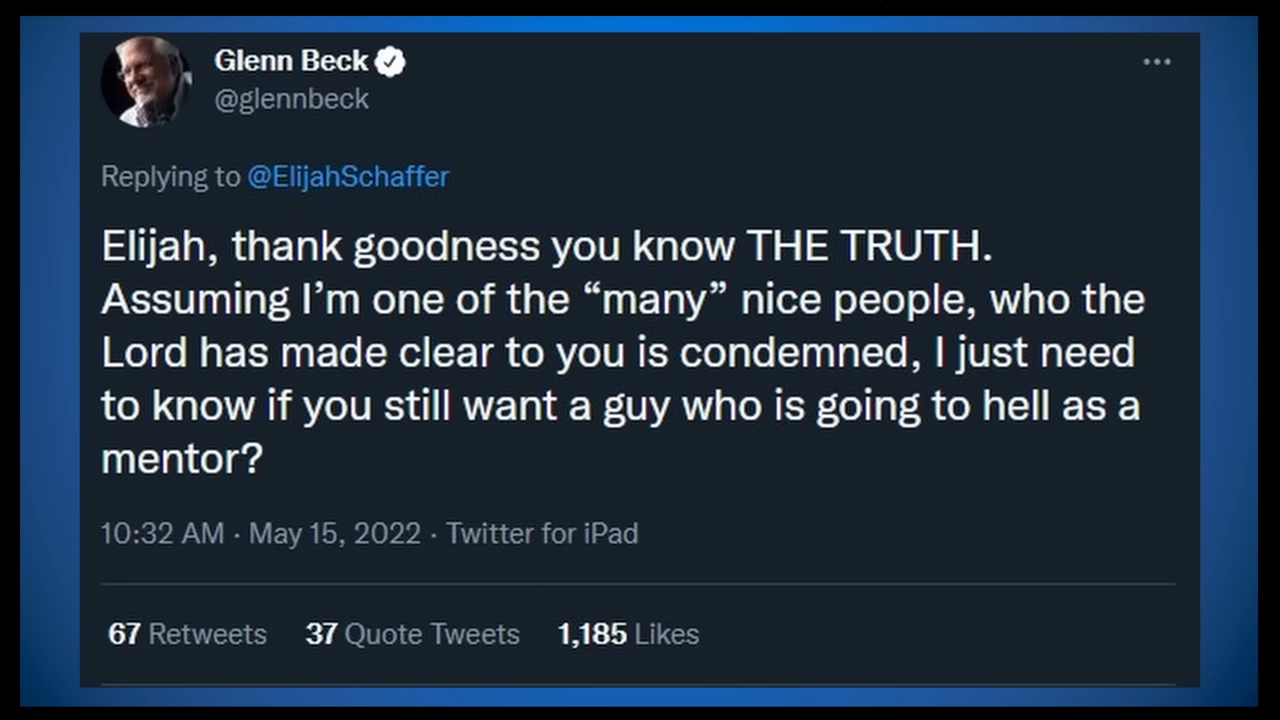 Glenn Beck
@glennbeck
Replying to @ElijahSchaffer
Elijah, thank goodness you know THE TRUTH.
Assuming I’m one of the “many” nice people, who the
Lord has made clear to you is condemned, I just need
to know if you still want a guy who is going to hell as a
mentor?
10:32 AM · May 15, 2022 · Twitter for iPad
67 Retweets 37 Quote Tweets 1,185 Likes